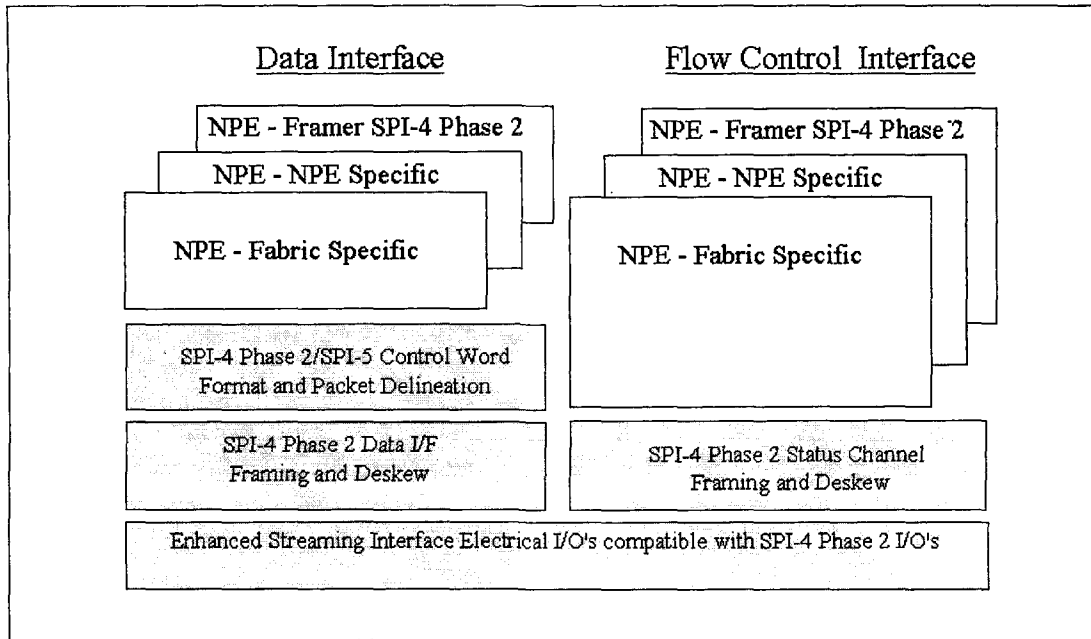 Data Interface
NPE - Framer SPI-4 Phase 2
NPE - NPE Specific
NPE - Fabric Specific
SPI-4 Phase 2/SPI-5 Control Word
Format and Packet Delineation
SPI-4 Phase 2 Data I/F
Framing and Deskew
Flow Control Interface
NPE - Framer SPI-4 Phase 2
NPE - NPE Specific
NPE - Fabric Specific
SPI-4 Phase 2 Status Channel
Framing and Deskew
Enhanced Streaming Interface Electrical I/O's compatible with SPI-4 Phase 2 I/O's